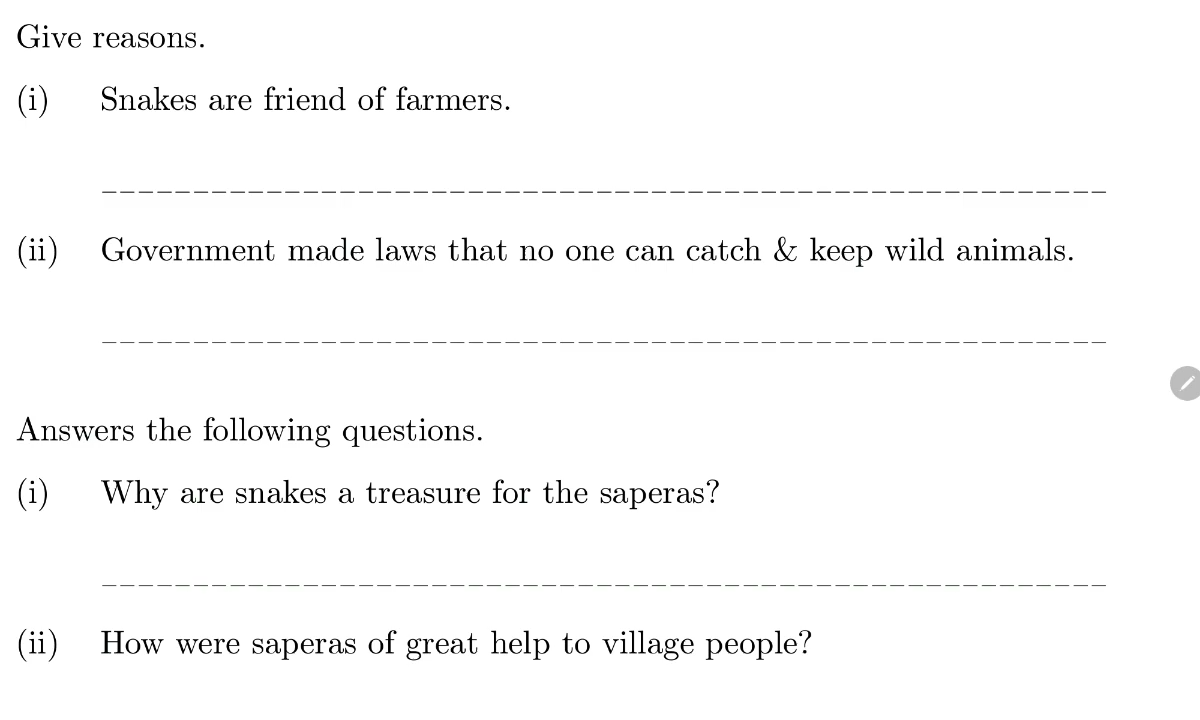 Give reasons.
(i) Snakes are friend of farmers.
(ii) Government made laws that no one can catch & keep wild animals.
Answers the following questions.
(i) Why are snakes a treasure for the saperas?
(ii) How were saperas of great help to village people?